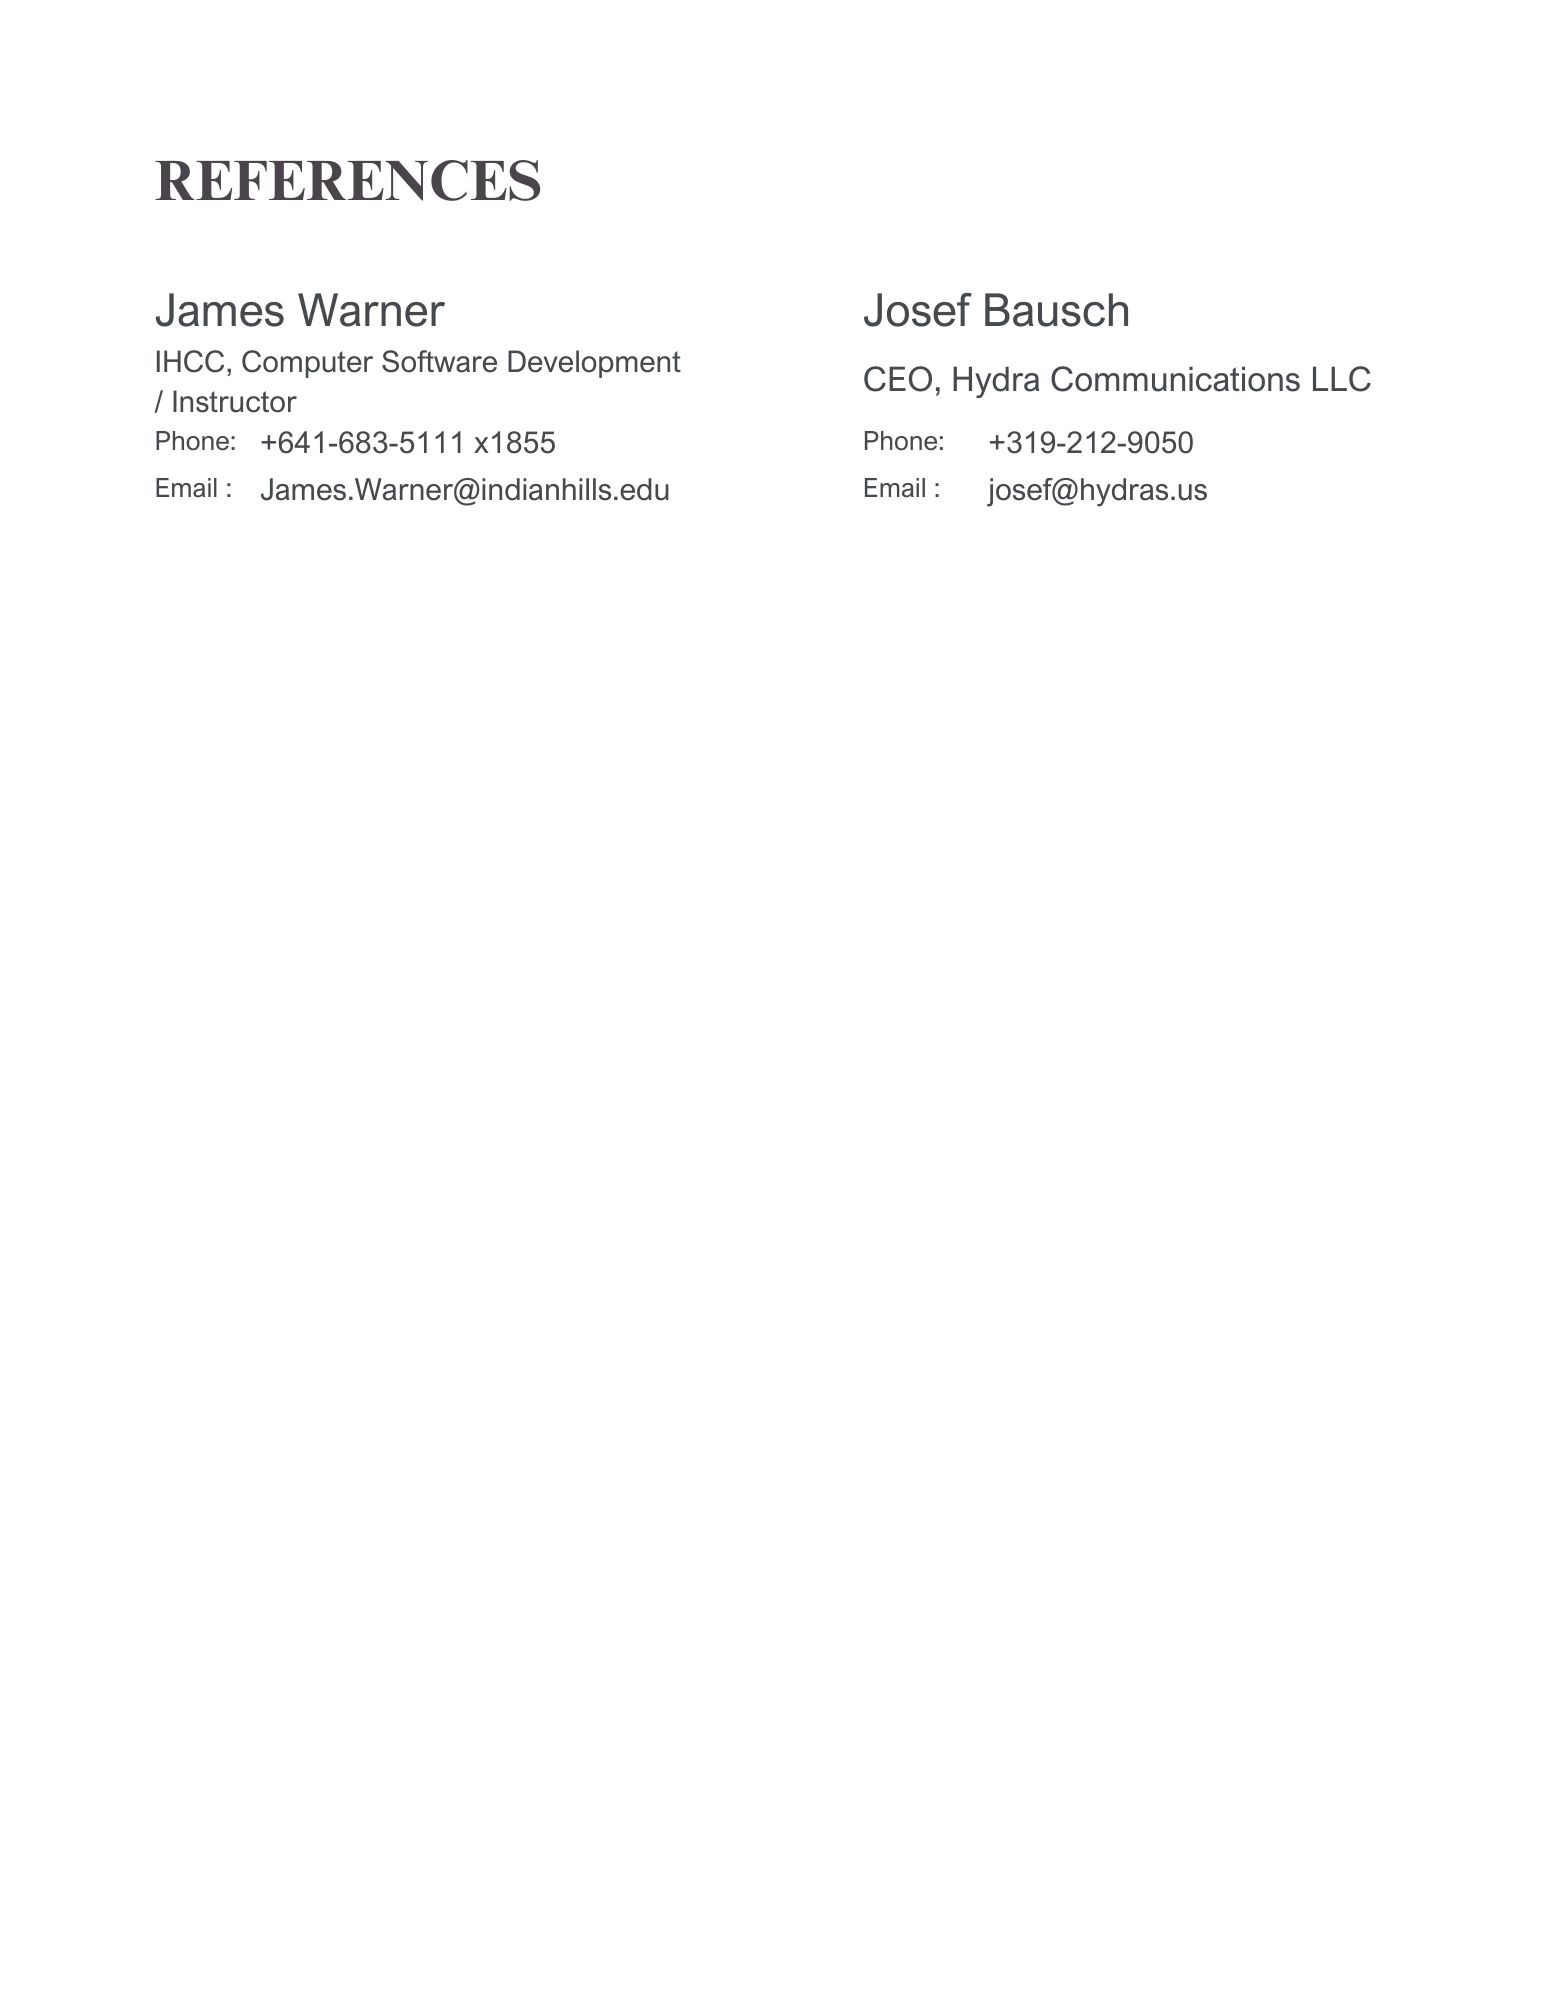 REFERENCES
James Warner
IHCC, Computer Software Development
/ Instructor
Phone: +641-683-5111 x1855
Email : James.Warner@indianhills.edu
Josef Bausch
CEO, Hydra Communications LLC
Phone: +319-212-9050
Email : josef@hydras.us